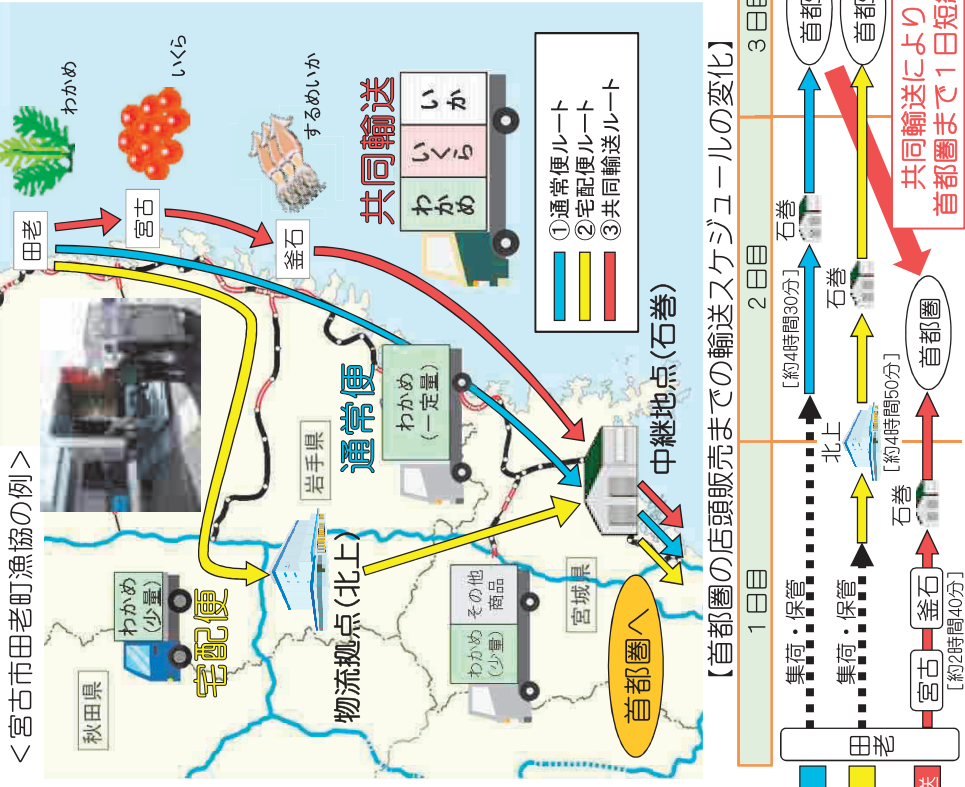 ＜宮古市田老町漁協の例＞
わかめ
いくら
するめいか
田老
宮古
釜石
共同輸送
わかめ
いくら
いか
①通常便ルート
②宅配便ルート
③共同輸送ルート
岩手県
通常便
わかめ
（一定量）
秋田県
わかめ
（少量）
宅配便
物流拠点（北上）
わかめ
（少量）
その他
商品
宮城県
中継地点（石巻）
首都圏へ
【首都圏の店頭販売までの輸送スケジュールの変化】
1日目
2日目
3日目
田老
集荷・保管
[約4時間30分]
石巻
首都
集荷・保管
北上
[約4時間50分]
石巻
首都
宮古
釜石
[約2時間40分]
石巻
首都圏
共同輸送により
首都圏まで1日短
送